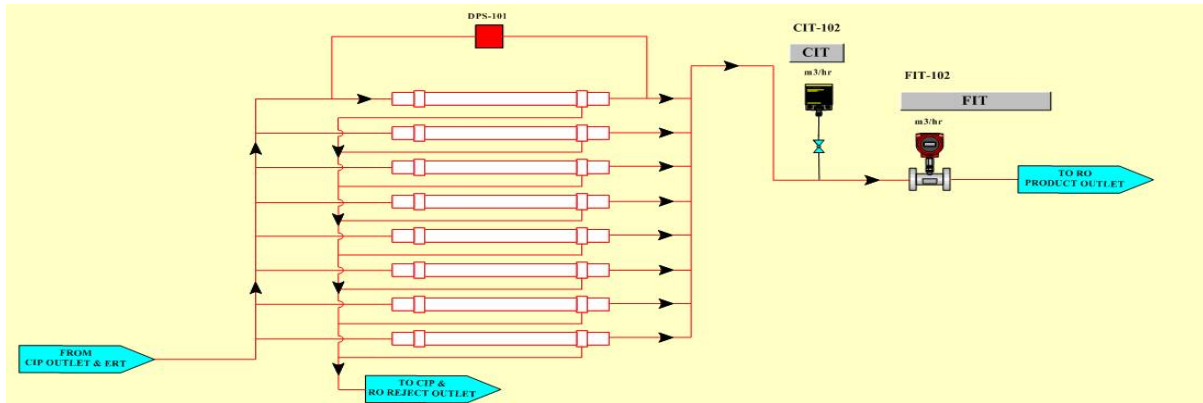 DPS-101
CIT-102
CIT
m3/hr
FIT-102
FIT
m3/hr
TO RO
PRODUCT OUTLET
FROM
CIP OUTLET & ERT
TO CIP &
RO REJECT OUTLET